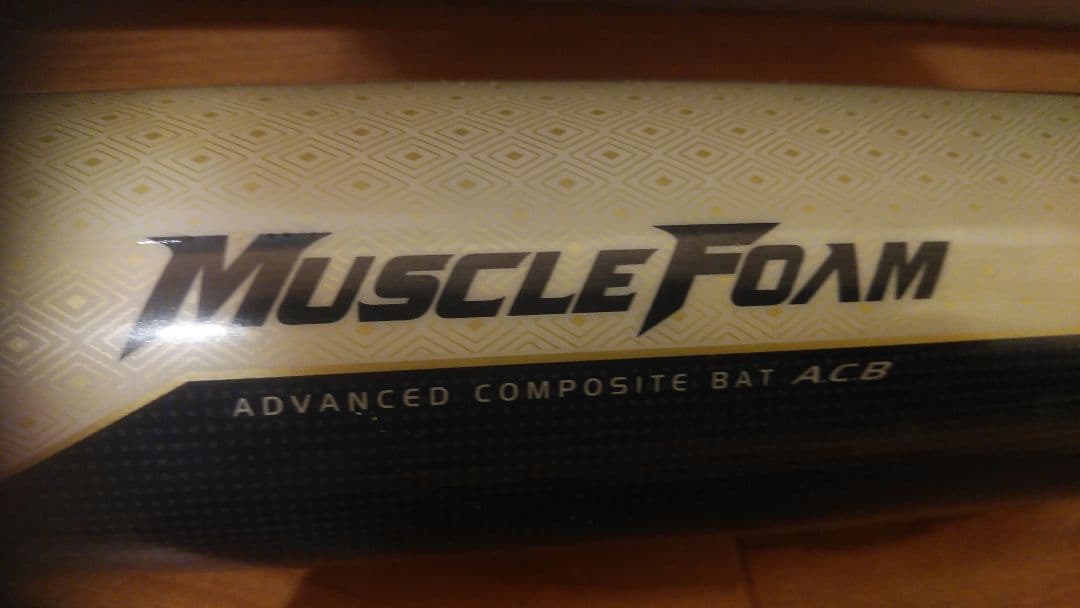 MUSCLEFOAM
ADVANCED COMPOSITE BAT A.C.B